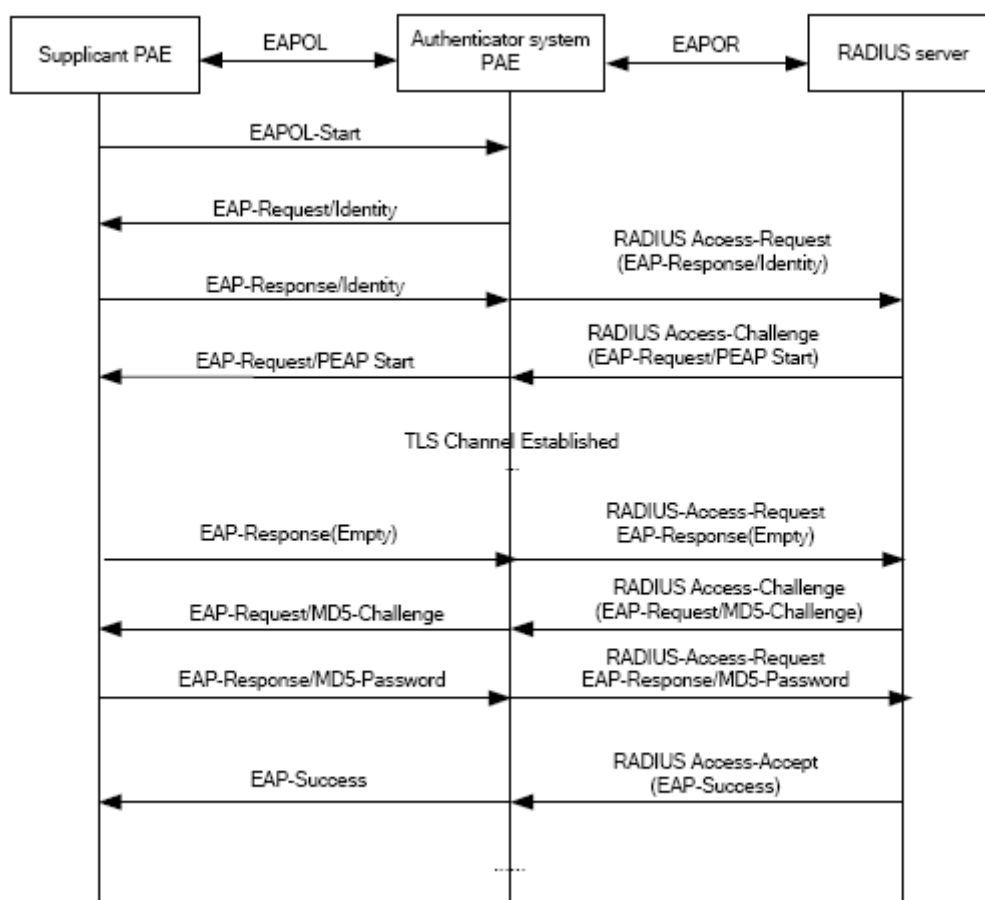 Supplicant PAE
EAPOL
Authenticator system
PAE
EAPOR
RADIUS server
EAPOL-Start
EAP-Request/Identity
RADIUS Access-Request
(EAP-Response/Identity)
EAP-Response/Identity
RADIUS Access-Challenge
(EAP-Request/PEAP Start)
EAP-Request/PEAP Start
TLS Channel Established
RADIUS-Access-Request
EAP-Response(Empty)
EAP-Response(Empty)
RADIUS Access-Challenge
(EAP-Request/MD5-Challenge)
EAP-Request/MD5-Challenge
RADIUS-Access-Request
EAP-Response/MD5-Password
EAP-Response/MD5-Password
RADIUS Access-Accept
(EAP-Success)
EAP-Success